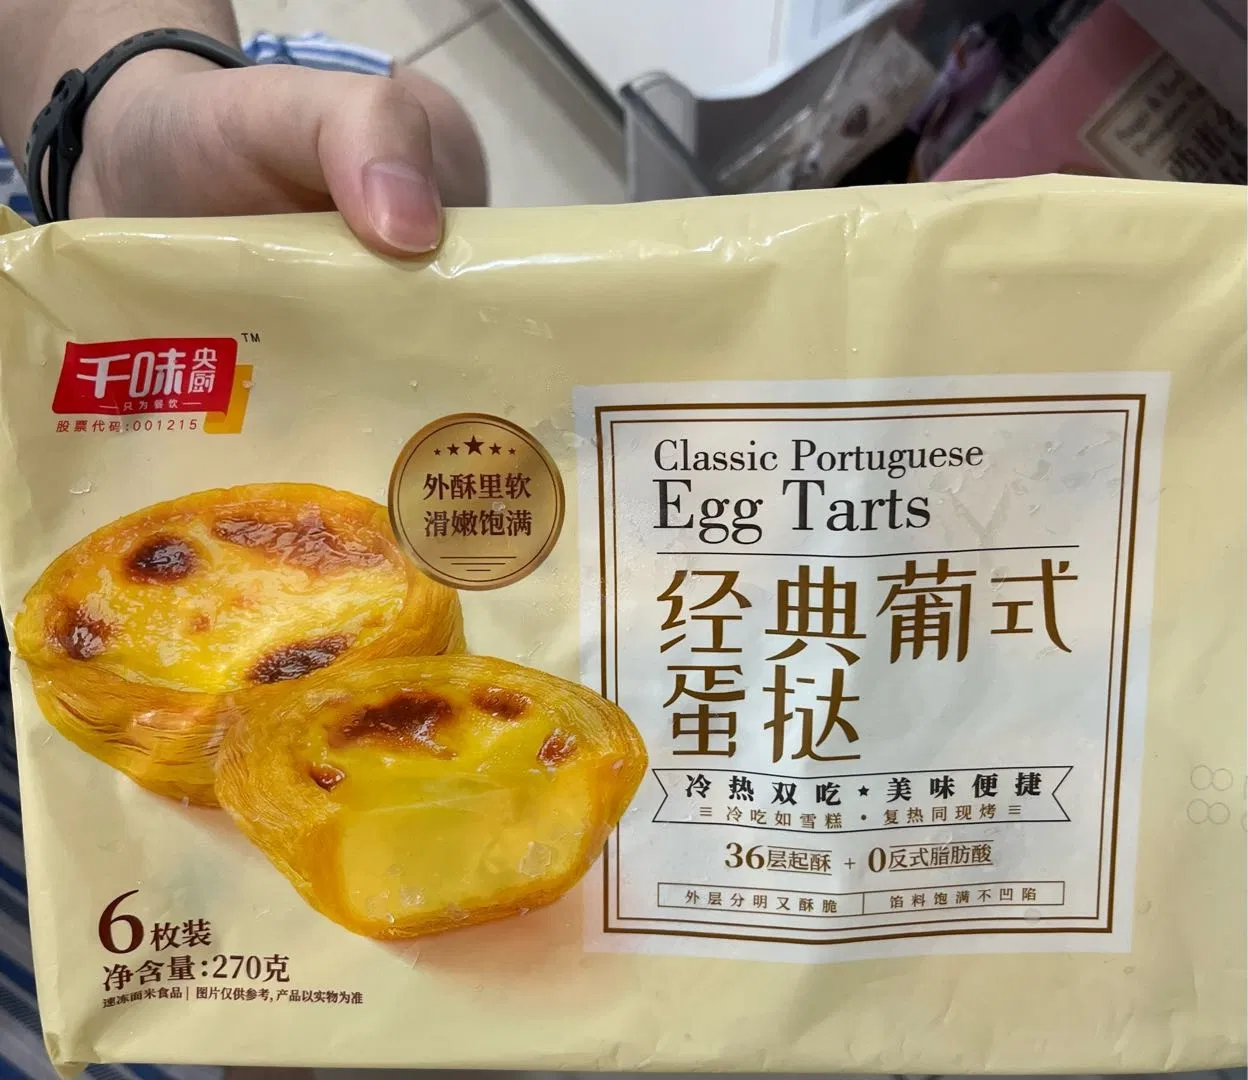 千味央厨
TM
只为餐饮
股票代码:001215
外酥里软
滑嫩饱满
Classic Portuguese
Egg Tarts
经典葡式
蛋挞
冷热双吃★美味便捷
冷吃如雪糕·复热同现烤
36层起酥 + 0反式脂肪酸
外层分明又酥脆 馅料饱满不凹陷
6枚装
净含量:270克
速冻面米食品| 图片仅供参考,产品以实物为准